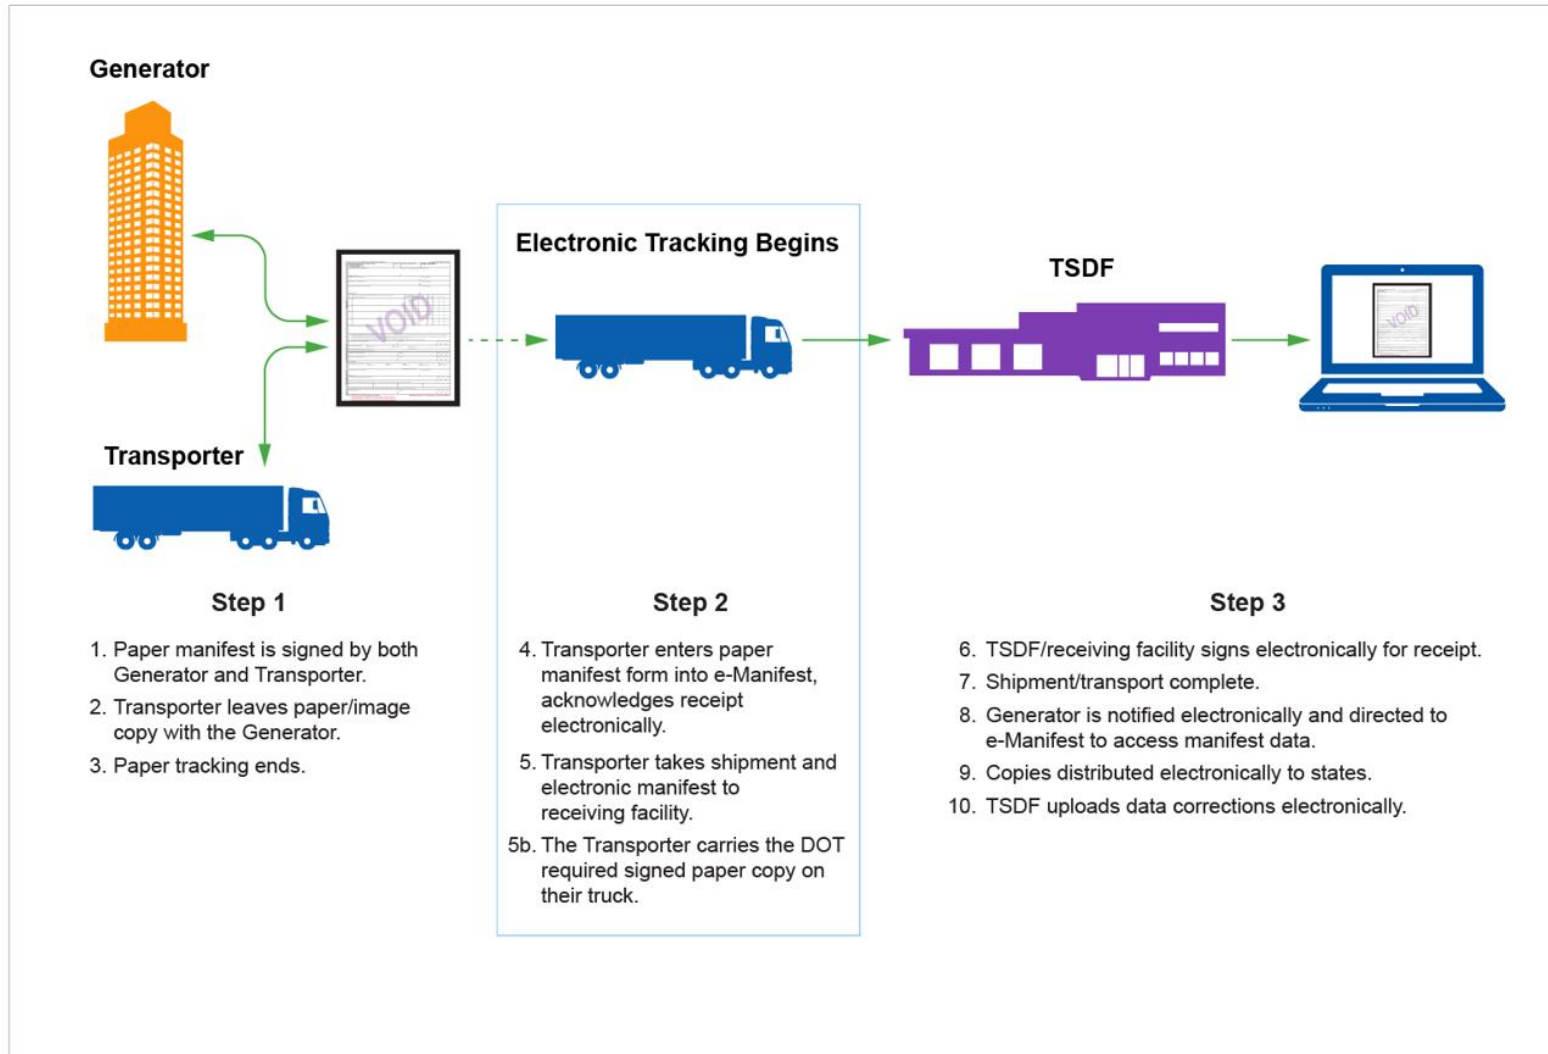 Generator
Electronic Tracking Begins
TSDF
VOID
VOID
Transporter
Step 1
1. Paper manifest is signed by both
Generator and Transporter.
2. Transporter leaves paper/image
copy with the Generator.
3. Paper tracking ends.
Step 2
4. Transporter enters paper
manifest form into e-Manifest,
acknowledges receipt
electronically.
5. Transporter takes shipment and
electronic manifest to
receiving facility.
5b. The Transporter carries the DOT
required signed paper copy on
their truck.
Step 3
6. TSDF/receiving facility signs electronically for receipt.
7. Shipment/transport complete.
8. Generator is notified electronically and directed to
e-Manifest to access manifest data.
9. Copies distributed electronically to states.
10. TSDF uploads data corrections electronically.